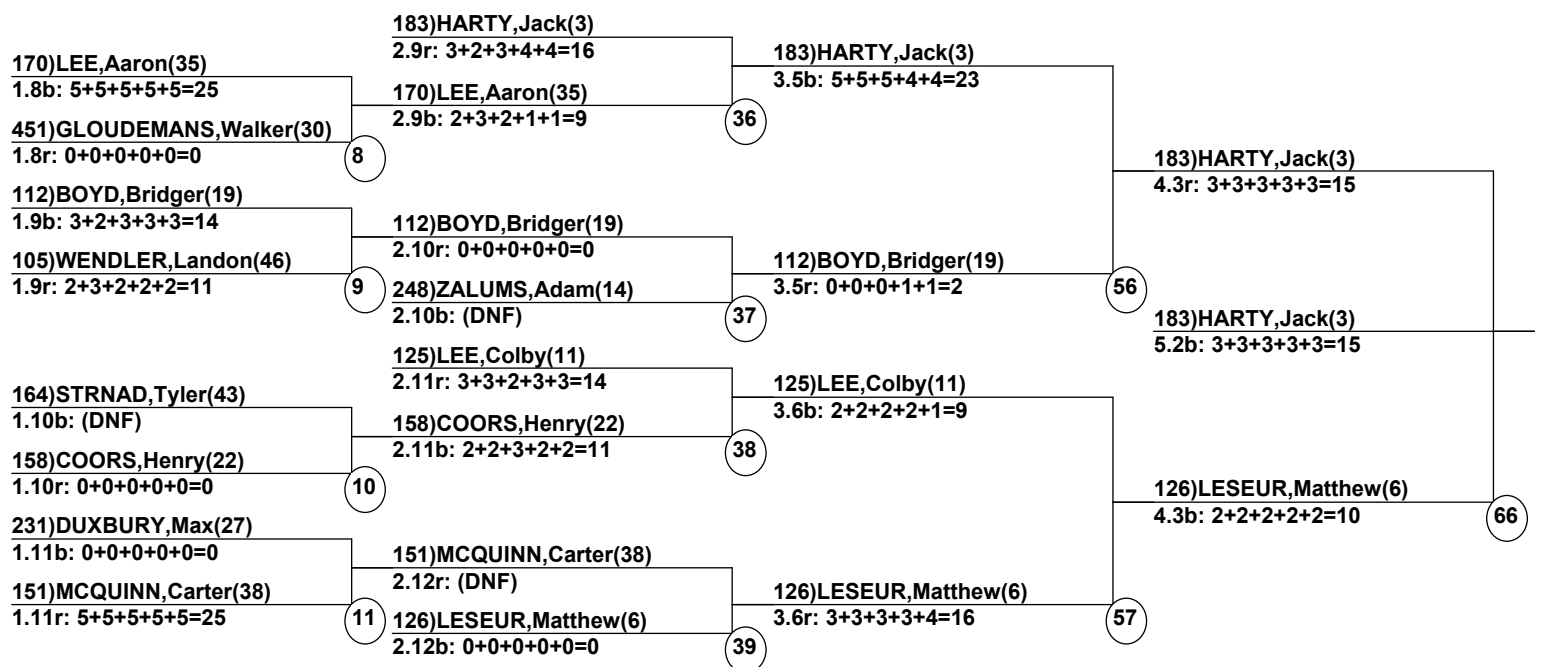 170)LEE,Aaron(35)
1.8b: 5+5+5+5+5=25
451)GLOUDEMANS,Walker(30)
1.8r: 0+0+0+0+0=0
8
112)BOYD,Bridger(19)
1.9b: 3+2+3+3+3=14
105)WENDLER,Landon(46)
1.9r: 2+3+2+2+2=11
9
164)STRNAD,Tyler(43)
1.10b: (DNF)
158)COORS,Henry(22)
1.10r: 0+0+0+0+0=0
10
231)DUXBURY,Max(27)
1.11b: 0+0+0+0+0=0
151)MCQUINN,Carter(38)
1.11r: 5+5+5+5+5=25
11
183)HARTY,Jack(3)
2.9r: 3+2+3+4+4=16
170)LEE,Aaron(35)
2.9b: 2+3+2+1+1=9
36
112)BOYD,Bridger(19)
2.10r: 0+0+0+0+0=0
248)ZALUMS,Adam(14)
2.10b: (DNF)
37
125)LEE,Colby(11)
2.11r: 3+3+2+3+3=14
158)COORS,Henry(22)
2.11b: 2+2+3+2+2=11
38
151)MCQUINN,Carter(38)
2.12r: (DNF)
126)LESEUR,Matthew(6)
2.12b: 0+0+0+0+0=0
39
183)HARTY,Jack(3)
3.5b: 5+5+5+4+4=23
112)BOYD,Bridger(19)
3.5r: 0+0+0+1+1=2
56
125)LEE,Colby(11)
3.6b: 2+2+2+2+1=9
126)LESEUR,Matthew(6)
3.6r: 3+3+3+3+4=16
57
183)HARTY,Jack(3)
4.3r: 3+3+3+3+3=15
183)HARTY,Jack(3)
5.2b: 3+3+3+3+3=15
126)LESEUR,Matthew(6)
4.3b: 2+2+2+2+2=10
66